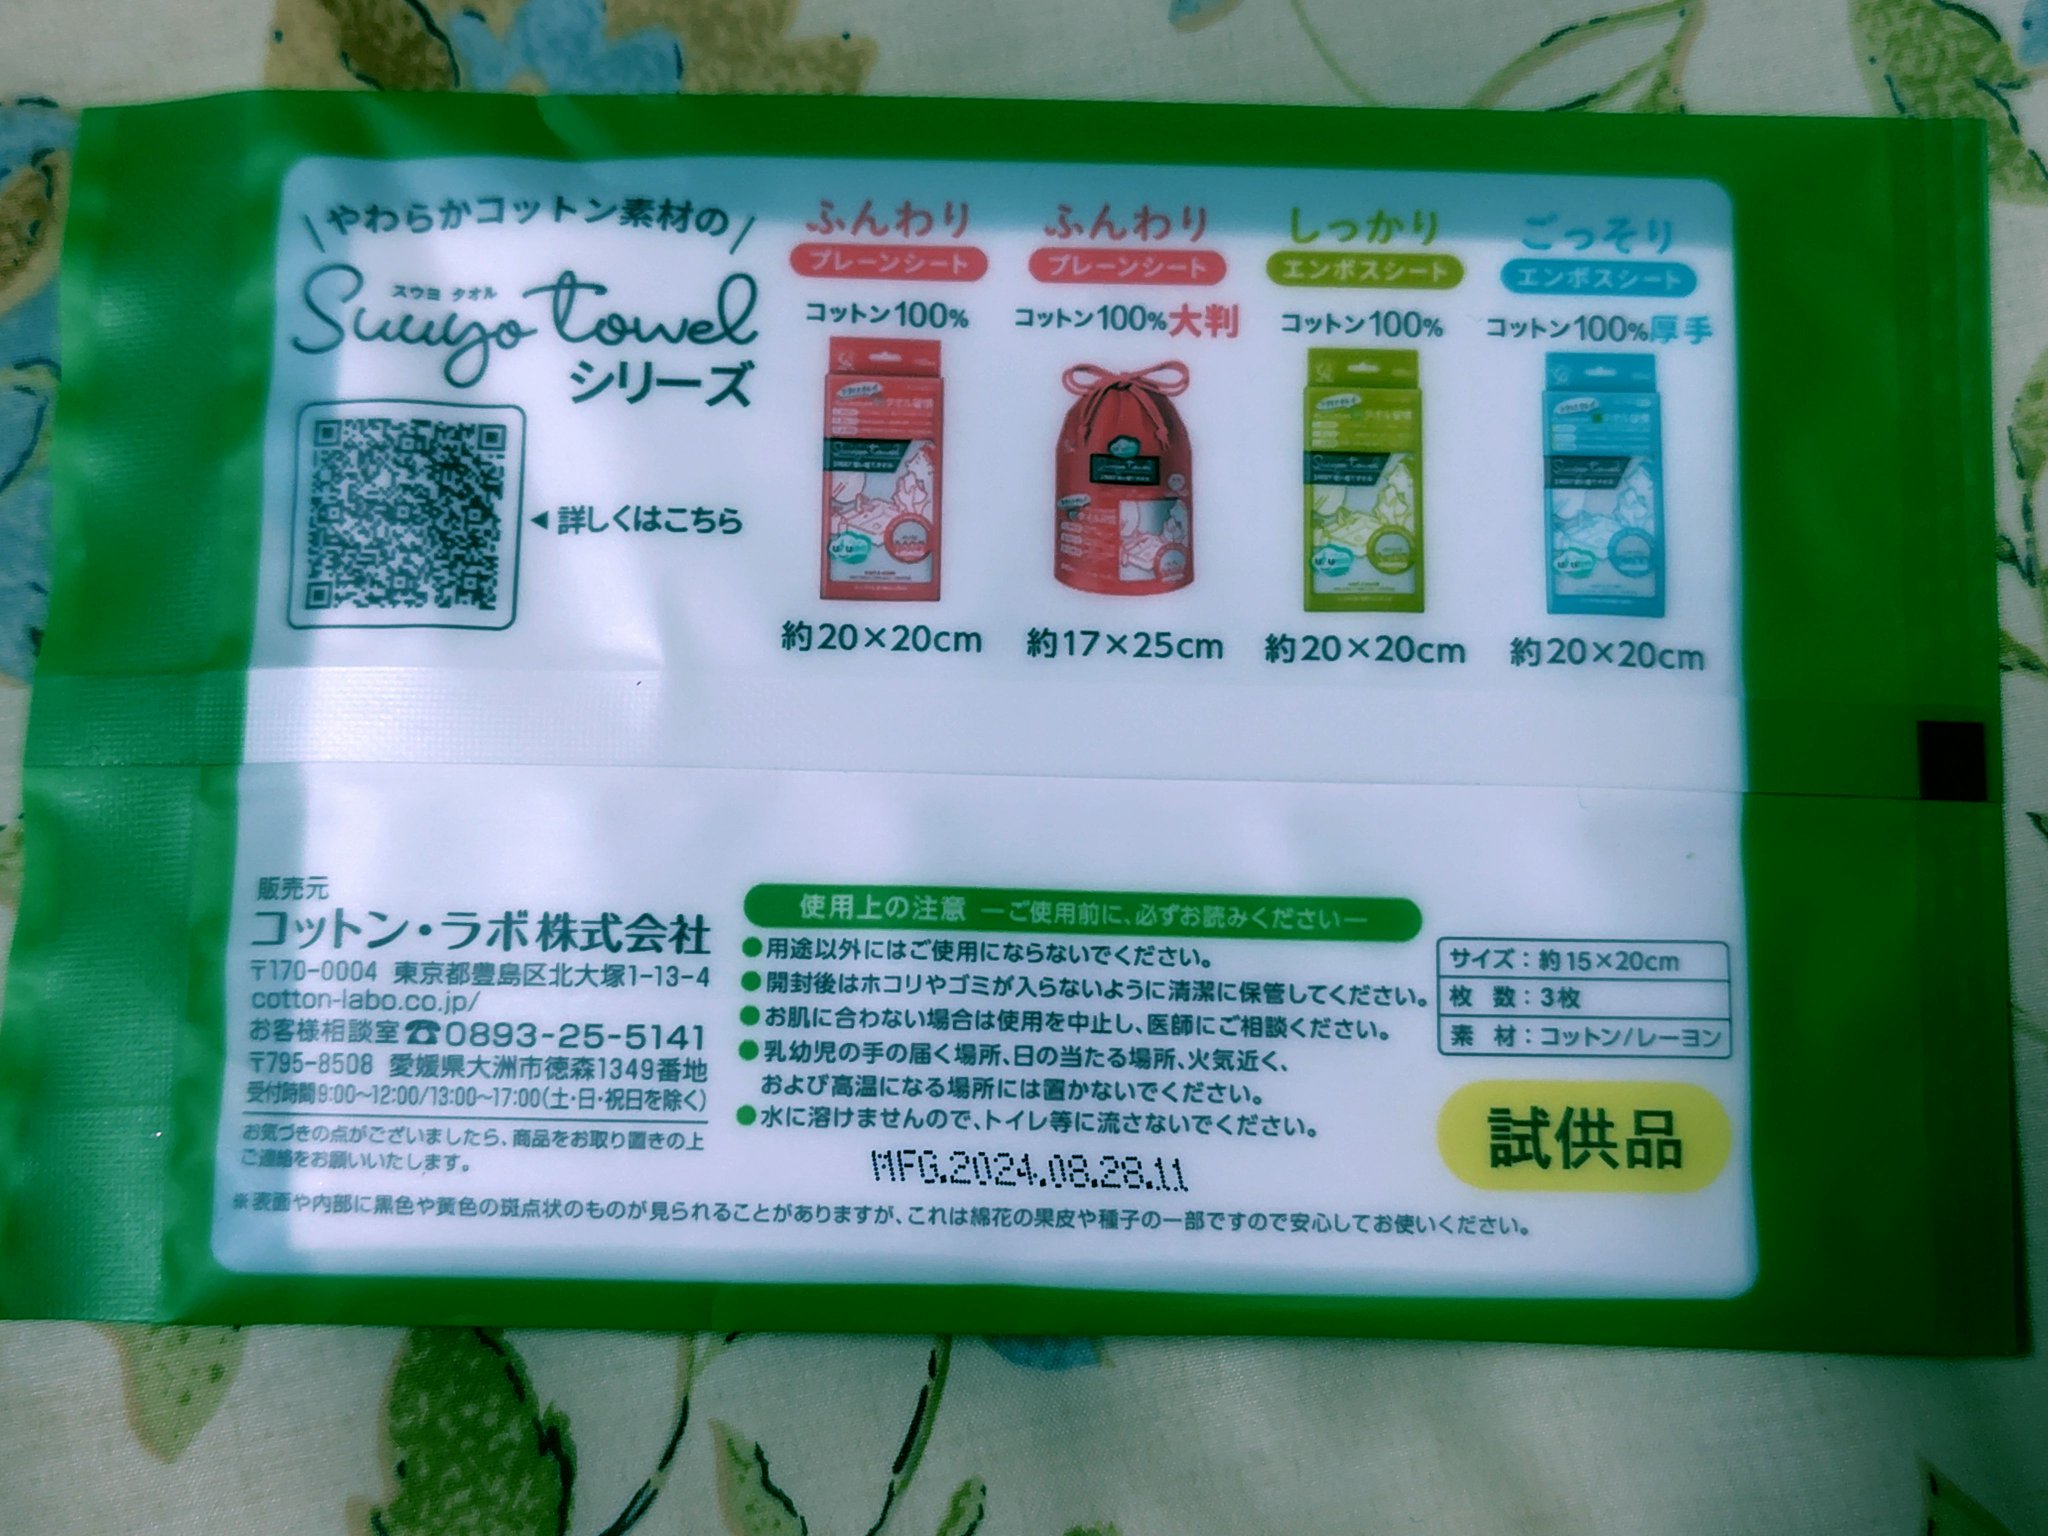 \やわらかコットン素材の/
スウヨ タオル
Suuyo towel
シリーズ
◀詳しくはこちら
ふんわり
プレーンシート
コットン100%
約20×20cm
ふんわり
プレーンシート
コットン100%大判
約17×25cm
しっかり
エンボスシート
コットン100%
約20×20cm
ごっそり
エンボスシート
コットン100%厚手
約20×20cm
販売元
コットン・ラボ株式会社
〒170-0004 東京都豊島区北大塚1-13-4
cotton-labo.co.jp/
お客様相談室☎0893-25-5141
〒795-8508 愛媛県大洲市徳森1349番地
受付時間9:00~12:00/13:00~17:00(土・日・祝日を除く)
お気づきの点がございましたら、商品をお取り置きの上
ご連絡をお願いいたします。
使用上の注意 ーご使用前に、必ずお読みくださいー
●用途以外にはご使用にならないでください。
●開封後はホコリやゴミが入らないように清潔に保管してください。
●お肌に合わない場合は使用を中止し、医師にご相談ください。
●乳幼児の手の届く場所、日の当たる場所、火気近く、
および高温になる場所には置かないでください。
●水に溶けませんので、トイレ等に流さないでください。
MFG.2024.08.28.11
サイズ:約15×20cm
枚 数:3枚
素 材:コットン/レーヨン
試供品
※表面や内部に黒色や黄色の斑点状のものが見られることがありますが、これは綿花の果皮や種子の一部ですので安心してお使いください。